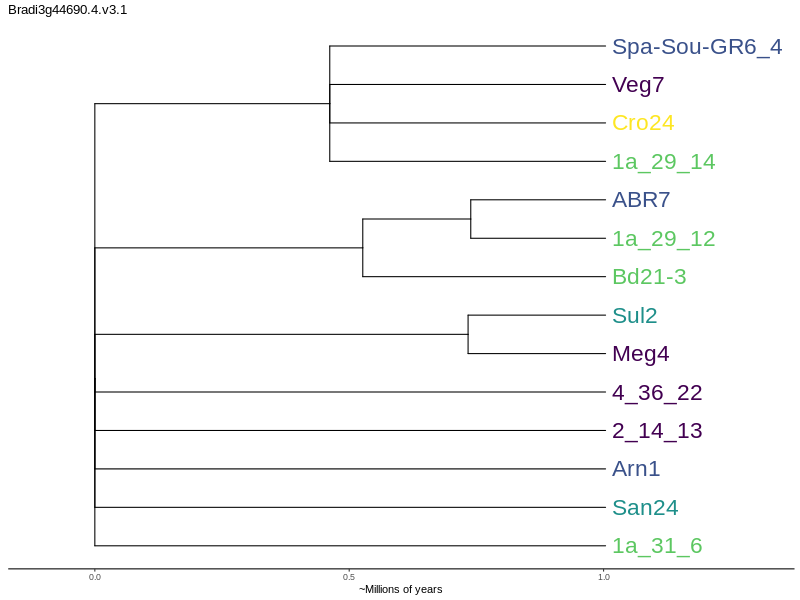 Bradi3g44690.4.v3.1
Spa-Sou-GR6_4
Veg7
Cro24
1a_29_14
ABR7
1a_29_12
Bd21-3
Sul2
Meg4
4_36_22
2_14_13
Arn1
San24
1a_31_6
0.0 0.5 1.0
~Millions of years